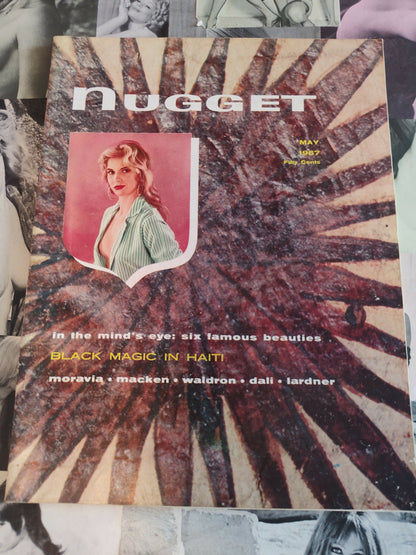 nUGGET
MAY
1957
Fifty Cents
in the mind's eye: six famous beauties
BLACK MAGIC IN HAITI
moravia • macken • waldron • dali • lardner